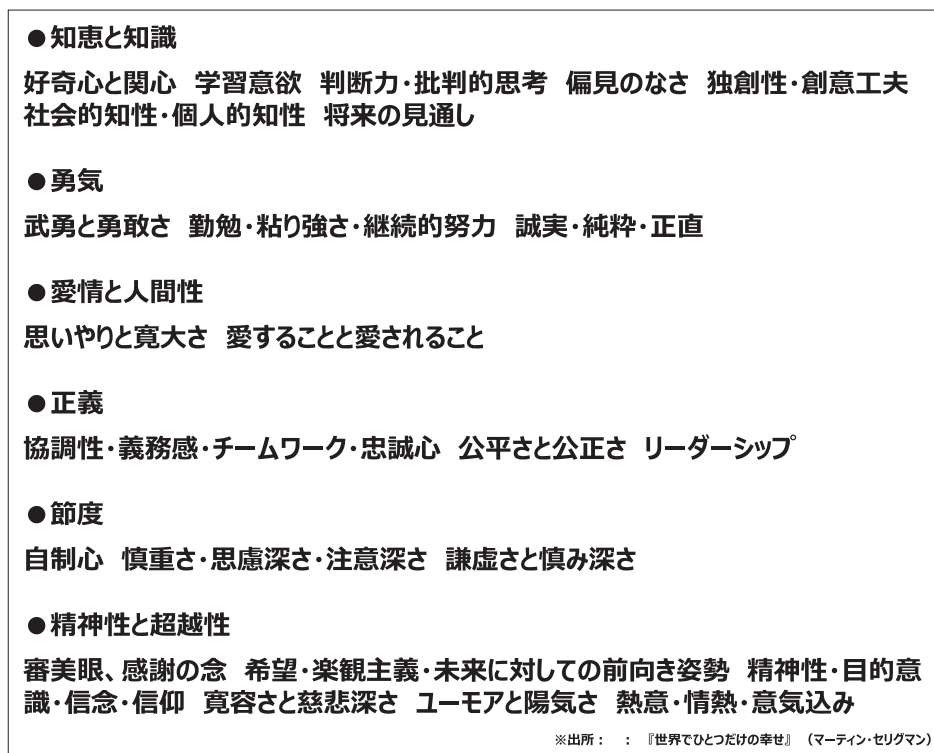 ●知恵と知識
好奇心と関心　学習意欲　判断力・批判的思考　偏見のなさ　独創性・創意工夫
社会的知性・個人的知性　将来の見通し
●勇気
武勇と勇敢さ　勤勉・粘り強さ・継続的努力　誠実・純粋・正直
●愛情と人間性
思いやりと寛大さ　愛することと愛されること
●正義
協調性・義務感・チームワーク・忠誠心　公平さと公正さ　リーダーシップ
●節度
自制心　慎重さ・思慮深さ・注意深さ　謙虚さと慎み深さ
●精神性と超越性
審美眼、感謝の念　希望・楽観主義・未来に対しての前向き姿勢　精神性・目的意
識・信念・信仰　寛容さと慈悲深さ　ユーモアと陽気さ　熱意・情熱・意気込み
※出所：　：　『世界でひとつだけの幸せ』　（マーティン・セリグマン）